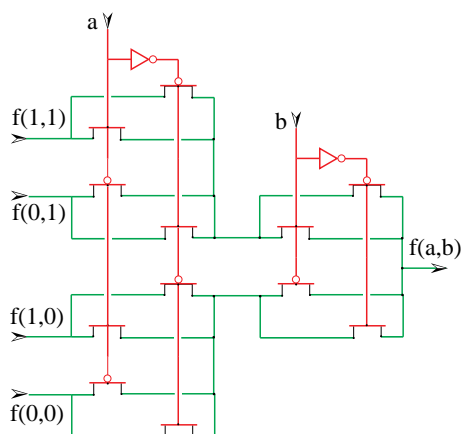 a
f(1,1)
b
f(0,1)
f(a,b)
f(1,0)
f(0,0)